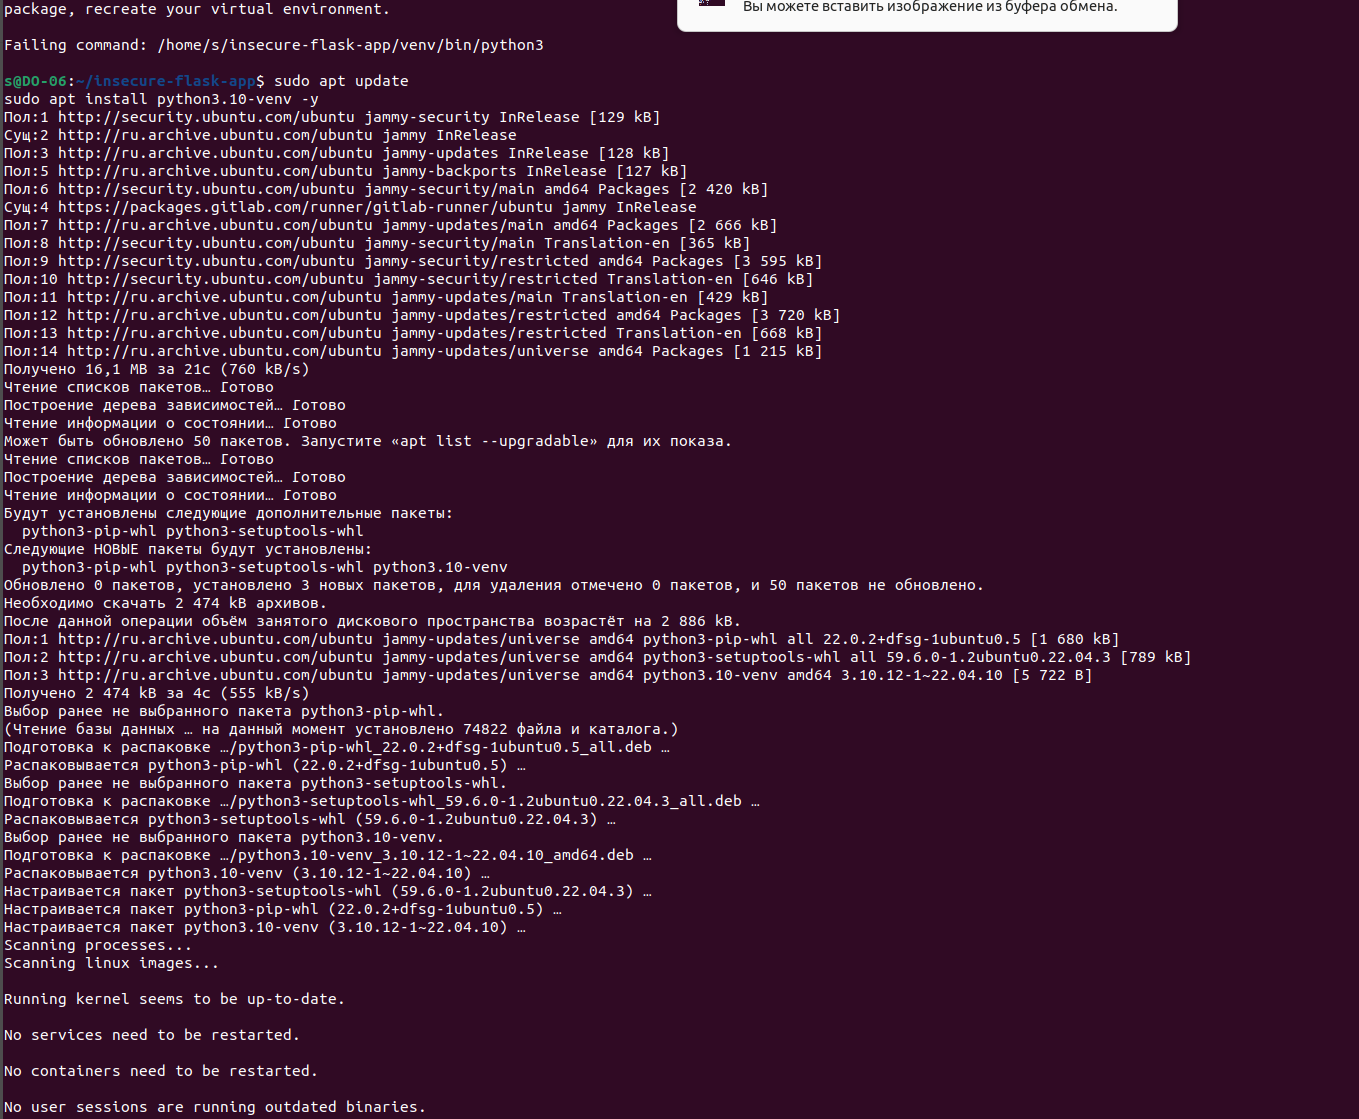 package, recreate your virtual environment.
Вы можете вставить изображение из буфера обмена.
Failing command: /home/s/insecure-flask-app/venv/bin/python3
s@DO-06:~/insecure-flask-app$ sudo apt update
sudo apt install python3.10-venv -y
Пол:1 http://security.ubuntu.com/ubuntu jammy-security InRelease [129 kB]
Сущ:2 http://ru.archive.ubuntu.com/ubuntu jammy InRelease
Пол:3 http://ru.archive.ubuntu.com/ubuntu jammy-updates InRelease [128 kB]
Пол:5 http://ru.archive.ubuntu.com/ubuntu jammy-backports InRelease [127 kB]
Пол:6 http://security.ubuntu.com/ubuntu jammy-security/main amd64 Packages [2 420 kB]
Сущ:4 https://packages.gitlab.com/runner/gitlab-runner/ubuntu jammy InRelease
Пол:7 http://ru.archive.ubuntu.com/ubuntu jammy-updates/main amd64 Packages [2 666 kB]
Пол:8 http://security.ubuntu.com/ubuntu jammy-security/main Translation-en [365 kB]
Пол:9 http://security.ubuntu.com/ubuntu jammy-security/restricted amd64 Packages [3 595 kB]
Пол:10 http://security.ubuntu.com/ubuntu jammy-security/restricted Translation-en [646 kB]
Пол:11 http://ru.archive.ubuntu.com/ubuntu jammy-updates/main Translation-en [429 kB]
Пол:12 http://ru.archive.ubuntu.com/ubuntu jammy-updates/restricted amd64 Packages [3 720 kB]
Пол:13 http://ru.archive.ubuntu.com/ubuntu jammy-updates/restricted Translation-en [668 kB]
Пол:14 http://ru.archive.ubuntu.com/ubuntu jammy-updates/universe amd64 Packages [1 215 kB]
Получено 16,1 MB за 21с (760 kB/s)
Чтение списков пакетов… Готово
Построение дерева зависимостей… Готово
Чтение информации о состоянии… Готово
Может быть обновлено 50 пакетов. Запустите «apt list --upgradable» для их показа.
Чтение списков пакетов… Готово
Построение дерева зависимостей… Готово
Чтение информации о состоянии… Готово
Будут установлены следующие дополнительные пакеты:
python3-pip-whl python3-setuptools-whl
Следующие НОВЫЕ пакеты будут установлены:
python3-pip-whl python3-setuptools-whl python3.10-venv
Обновлено 0 пакетов, установлено 3 новых пакетов, для удаления отмечено 0 пакетов, и 50 пакетов не обновлено.
Необходимо скачать 2 474 kB архивов.
После данной операции объём занятого дискового пространства возрастёт на 2 886 kB.
Пол:1 http://ru.archive.ubuntu.com/ubuntu jammy-updates/universe amd64 python3-pip-whl all 22.0.2+dfsg-1ubuntu0.5 [1 680 kB]
Пол:2 http://ru.archive.ubuntu.com/ubuntu jammy-updates/universe amd64 python3-setuptools-whl all 59.6.0-1.2ubuntu0.22.04.3 [789 kB]
Пол:3 http://ru.archive.ubuntu.com/ubuntu jammy-updates/universe amd64 python3.10-venv amd64 3.10.12-1~22.04.10 [5 722 B]
Получено 2 474 kB за 4с (555 kB/s)
Выбор ранее не выбранного пакета python3-pip-whl.
(Чтение базы данных … на данный момент установлено 74822 файла и каталога.)
Подготовка к распаковке …/python3-pip-whl_22.0.2+dfsg-1ubuntu0.5_all.deb …
Распаковывается python3-pip-whl (22.0.2+dfsg-1ubuntu0.5) …
Выбор ранее не выбранного пакета python3-setuptools-whl.
Подготовка к распаковке …/python3-setuptools-whl_59.6.0-1.2ubuntu0.22.04.3_all.deb …
Распаковывается python3-setuptools-whl (59.6.0-1.2ubuntu0.22.04.3) …
Выбор ранее не выбранного пакета python3.10-venv.
Подготовка к распаковке …/python3.10-venv_3.10.12-1~22.04.10_amd64.deb …
Распаковывается python3.10-venv (3.10.12-1~22.04.10) …
Настраивается пакет python3-setuptools-whl (59.6.0-1.2ubuntu0.22.04.3) …
Настраивается пакет python3-pip-whl (22.0.2+dfsg-1ubuntu0.5) …
Настраивается пакет python3.10-venv (3.10.12-1~22.04.10) …
Scanning processes...
Scanning linux images...
Running kernel seems to be up-to-date.
No services need to be restarted.
No containers need to be restarted.
No user sessions are running outdated binaries.